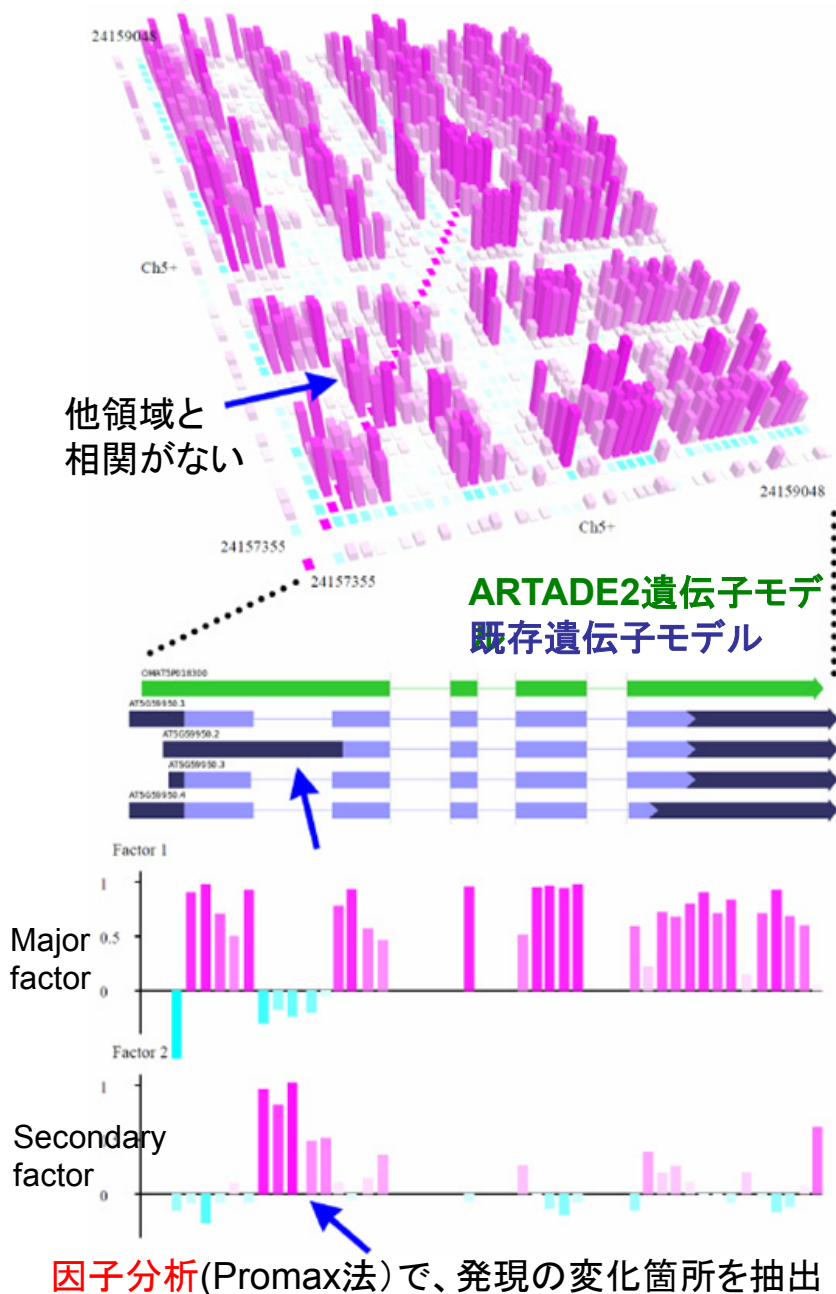 24159048
Ch5+
他領域と
相関がない
24159048
Ch5+
24157355
24157355
ARTADE2遺伝子モデ
既存遺伝子モデル
OMAT5P018300
AT5G59950.1
AT5G59950.2
AT5G59950.3
AT5G59950.4
Factor 1
1
Major
factor
0.5
0
Factor 2
1
Secondary
factor
0
因子分析(Promax法)で、発現の変化箇所を抽出